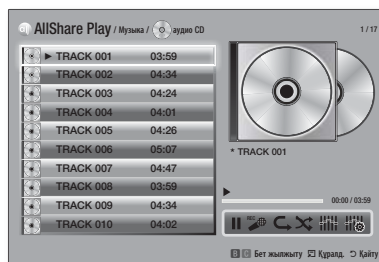 AllShare Play / Музыка / аудио CD 1 / 17
► TRACK 001 03:59
TRACK 002 04:34
TRACK 003 04:24
TRACK 004 04:01
TRACK 005 04:26
TRACK 006 05:07
TRACK 007 04:47
TRACK 008 03:59
TRACK 009 04:34
TRACK 010 04:02
* TRACK 001
00:00 / 03:59
B C Бет жылжыту Құралд. Қайту